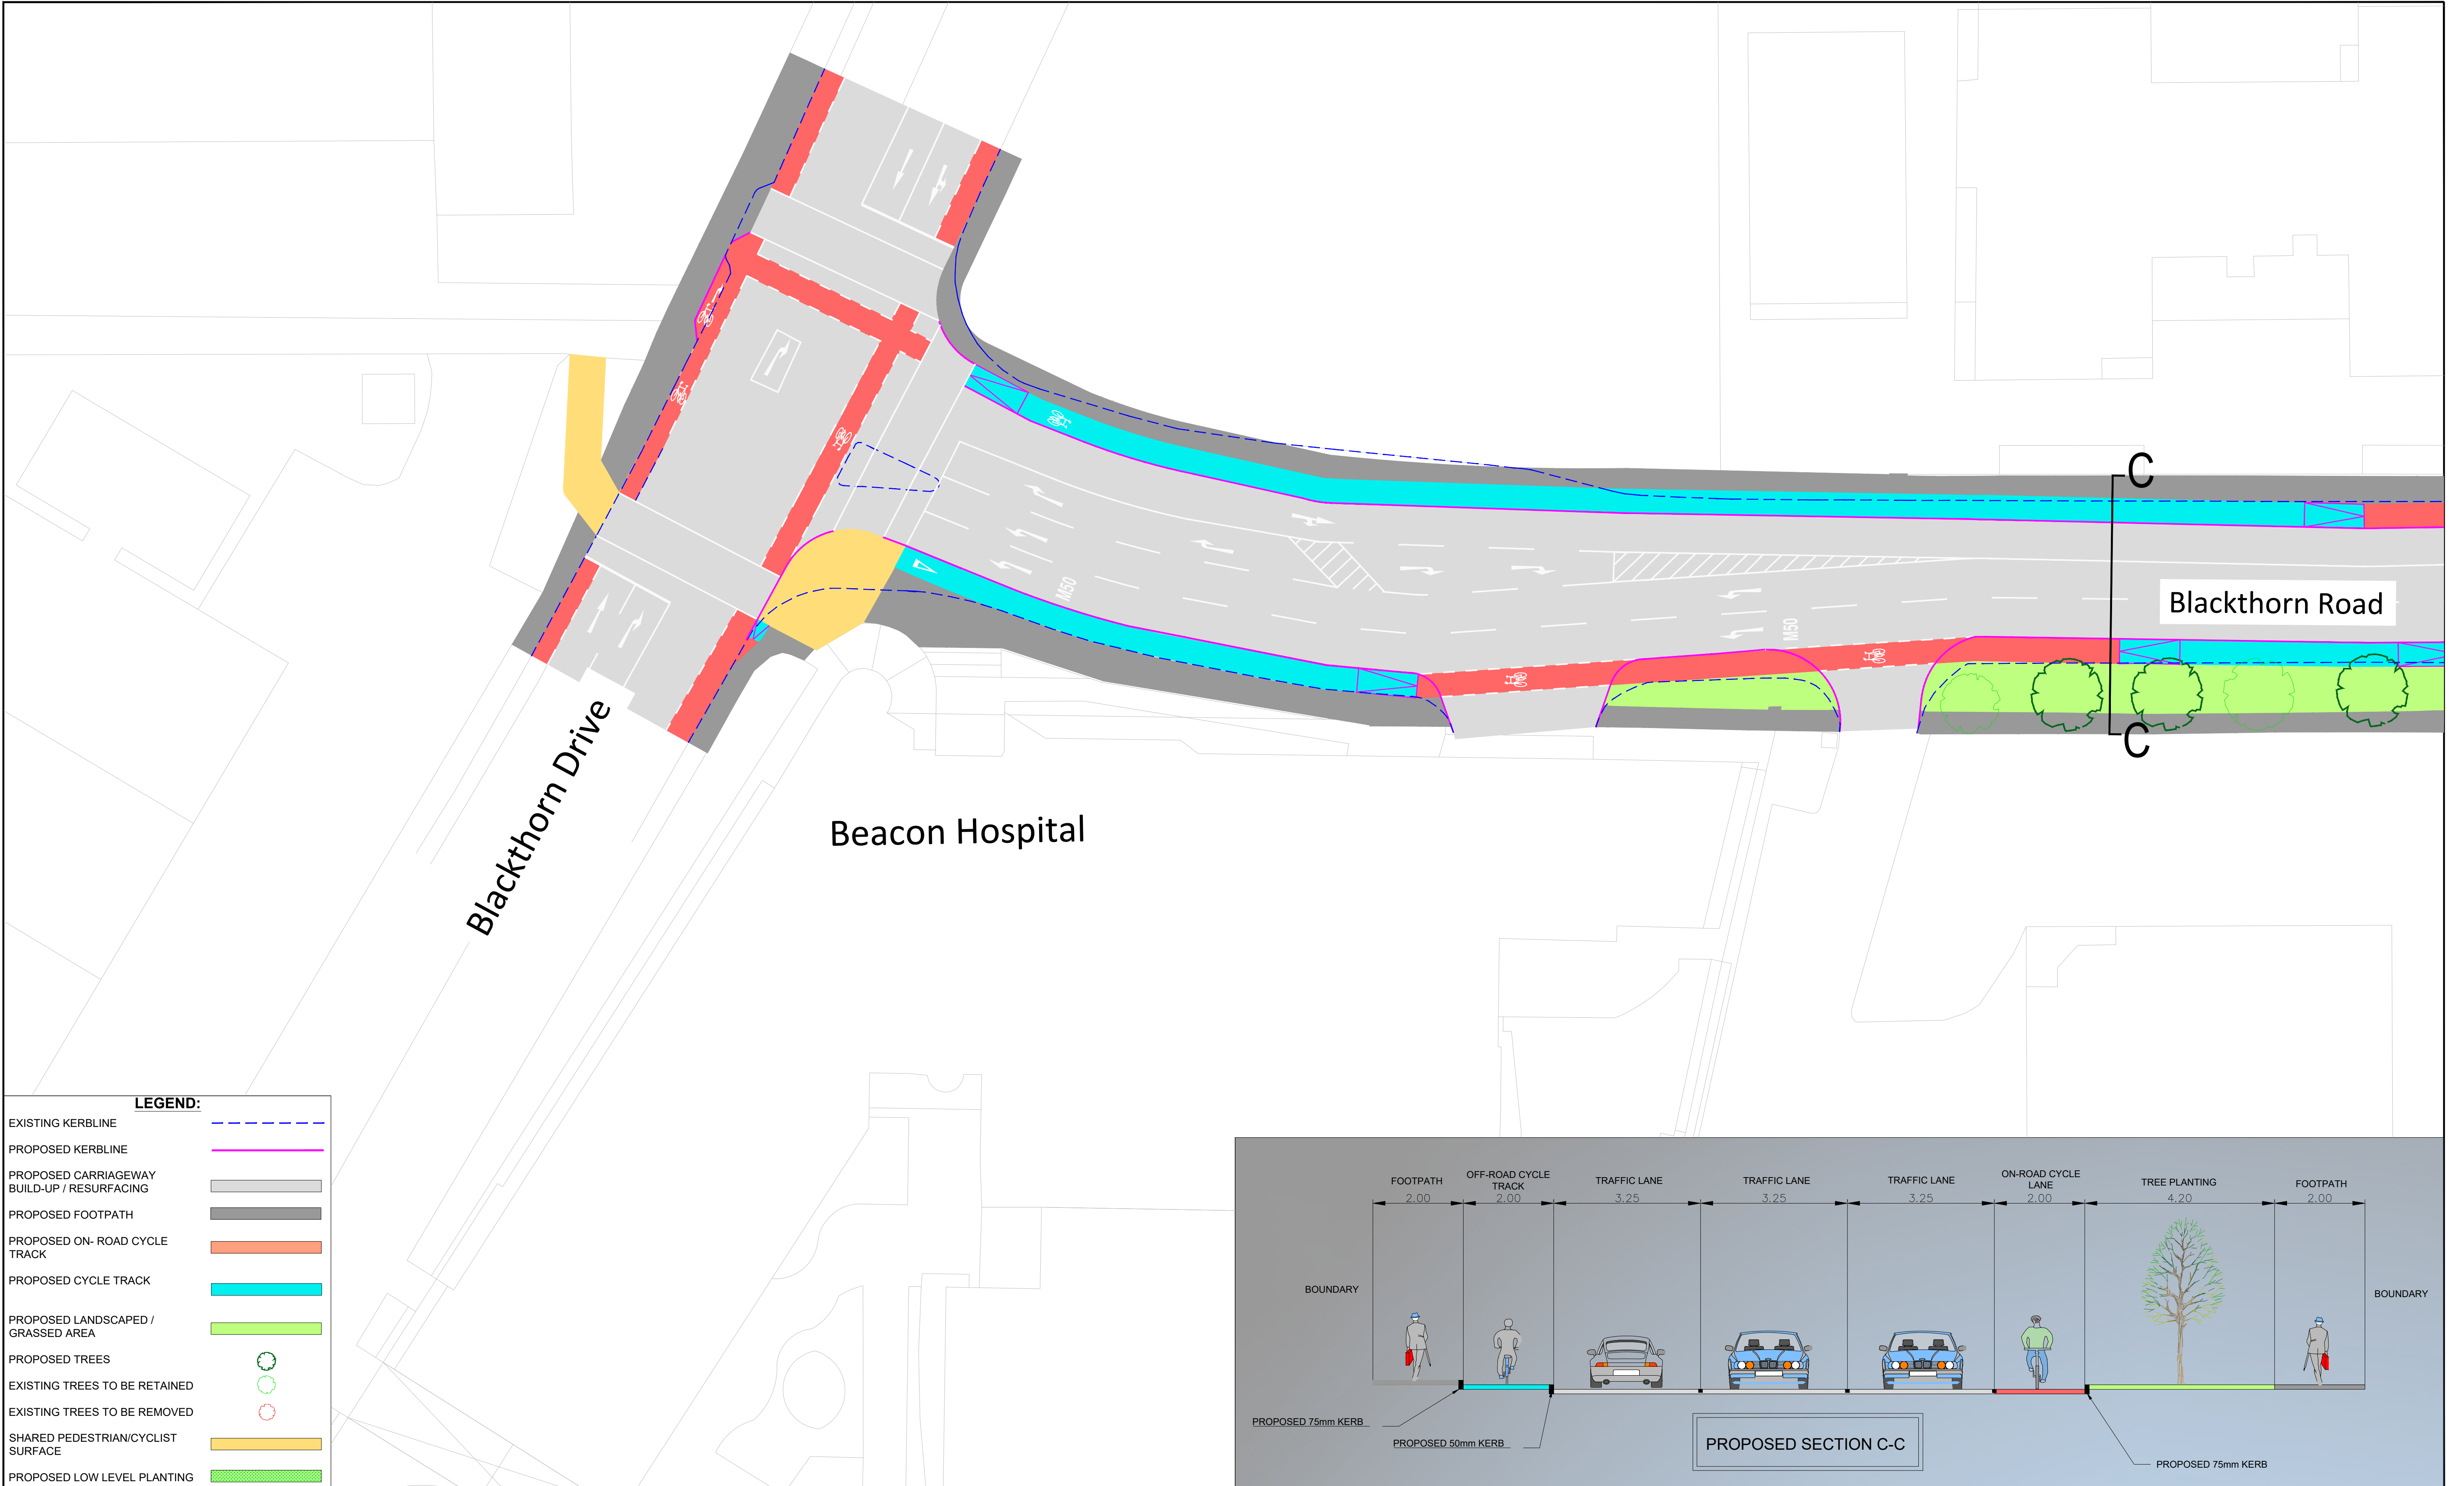 C
Blackthorn Road
M50
M50
C
Blackthorn Drive
Beacon Hospital
LEGEND:
EXISTING KERBLINE
PROPOSED KERBLINE
PROPOSED CARRIAGEWAY
BUILD-UP / RESURFACING
PROPOSED FOOTPATH
PROPOSED ON- ROAD CYCLE
TRACK
PROPOSED CYCLE TRACK
PROPOSED LANDSCAPED /
GRASSED AREA
PROPOSED TREES
EXISTING TREES TO BE RETAINED
EXISTING TREES TO BE REMOVED
SHARED PEDESTRIAN/CYCLIST
SURFACE
PROPOSED LOW LEVEL PLANTING
FOOTPATH
2.00
OFF-ROAD CYCLE
TRACK
2.00
TRAFFIC LANE
3.25
TRAFFIC LANE
3.25
TRAFFIC LANE
3.25
ON-ROAD CYCLE
LANE
2.00
TREE PLANTING
4.20
FOOTPATH
2.00
BOUNDARY
BOUNDARY
PROPOSED 75mm KERB
PROPOSED 50mm KERB
PROPOSED SECTION C-C
PROPOSED 75mm KERB